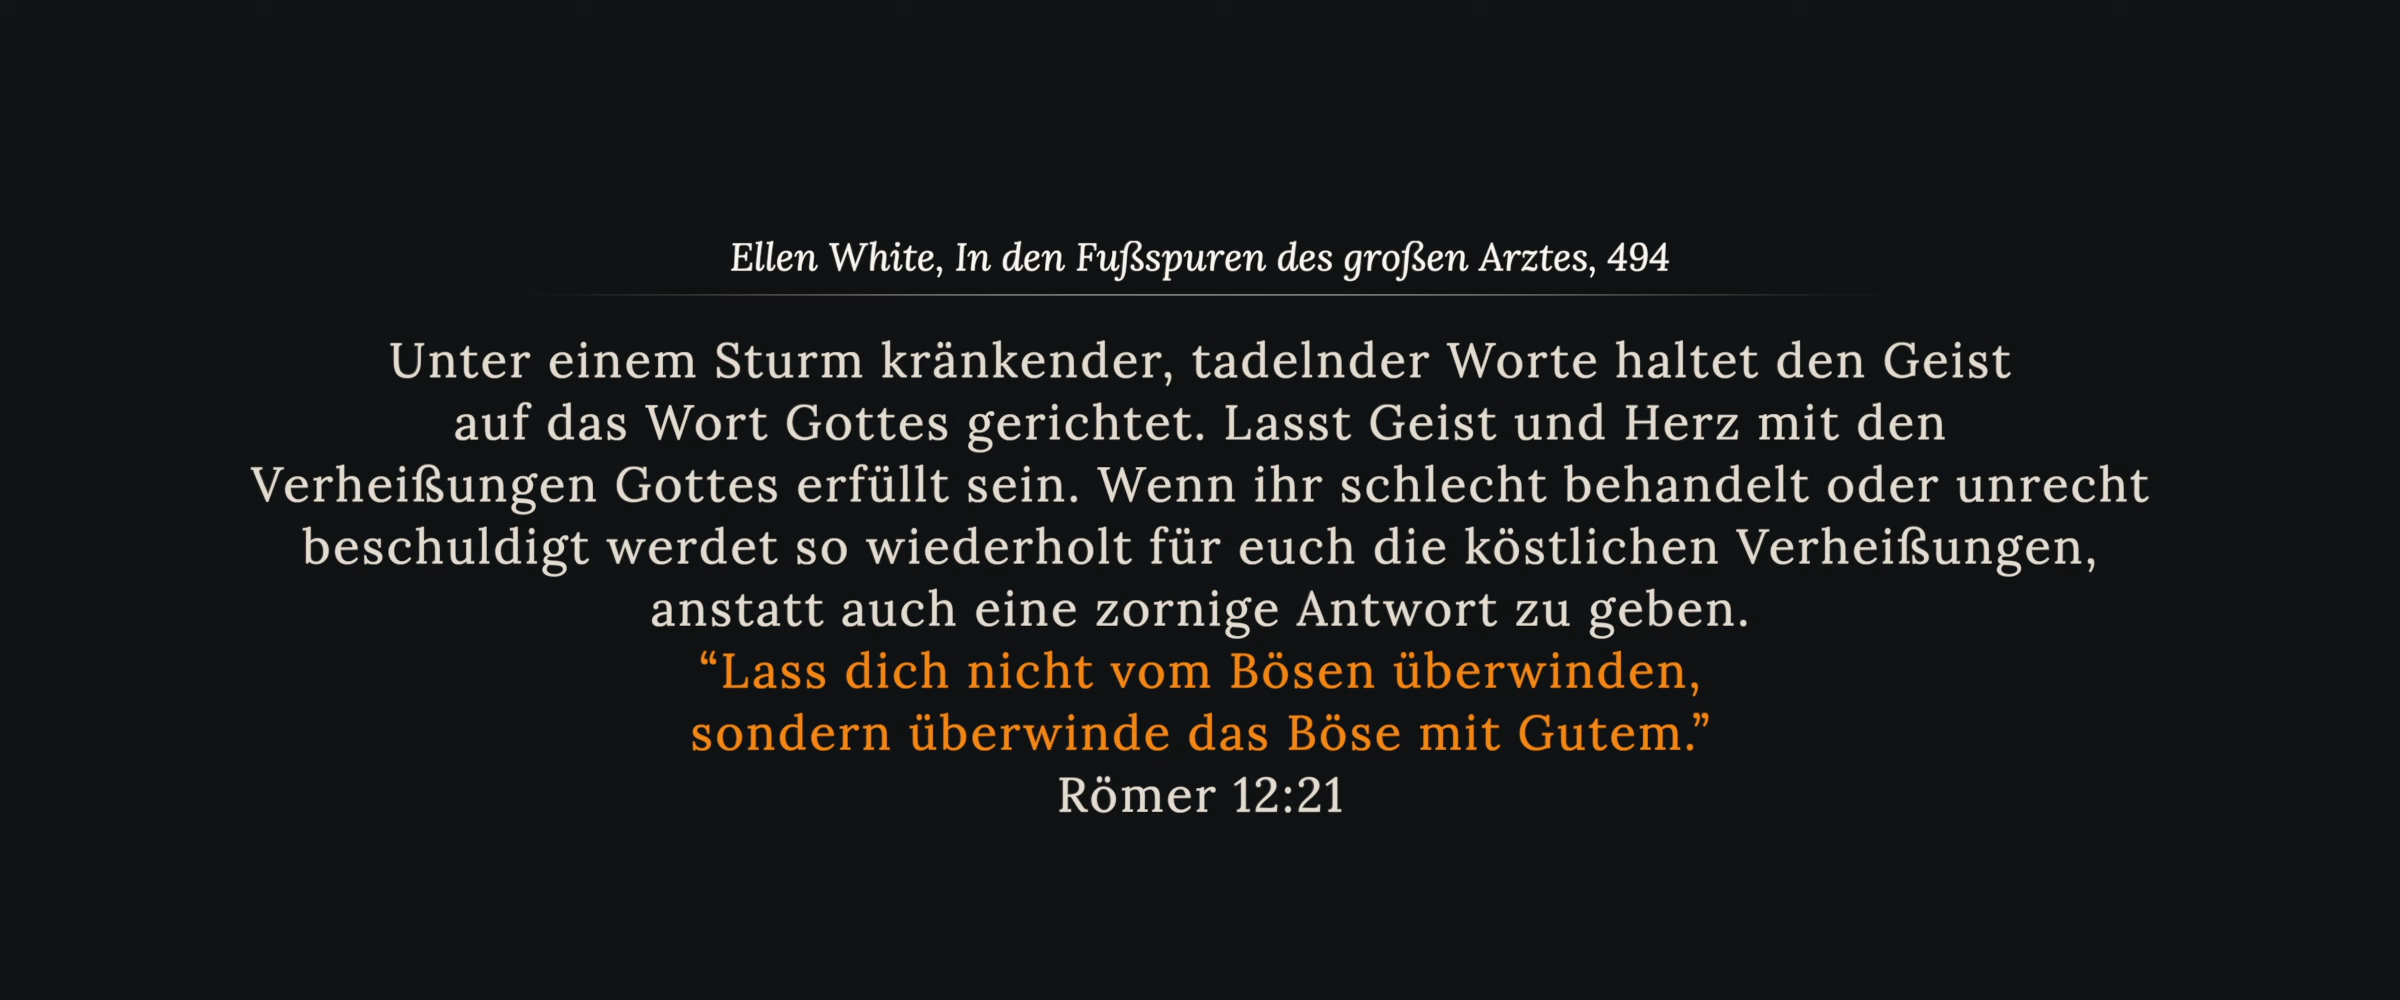 Ellen White, In den Fußspuren des großen Arztes, 494
Unter einem Sturm kränkender, tadelnder Worte haltet den Geist
auf das Wort Gottes gerichtet. Lasst Geist und Herz mit den
Verheißungen Gottes erfüllt sein. Wenn ihr schlecht behandelt oder unrecht
beschuldigt werdet so wiederholt für euch die köstlichen Verheißungen,
anstatt auch eine zornige Antwort zu geben.
“Lass dich nicht vom Bösen überwinden,
sondern überwinde das Böse mit Gutem.”
Römer 12:21